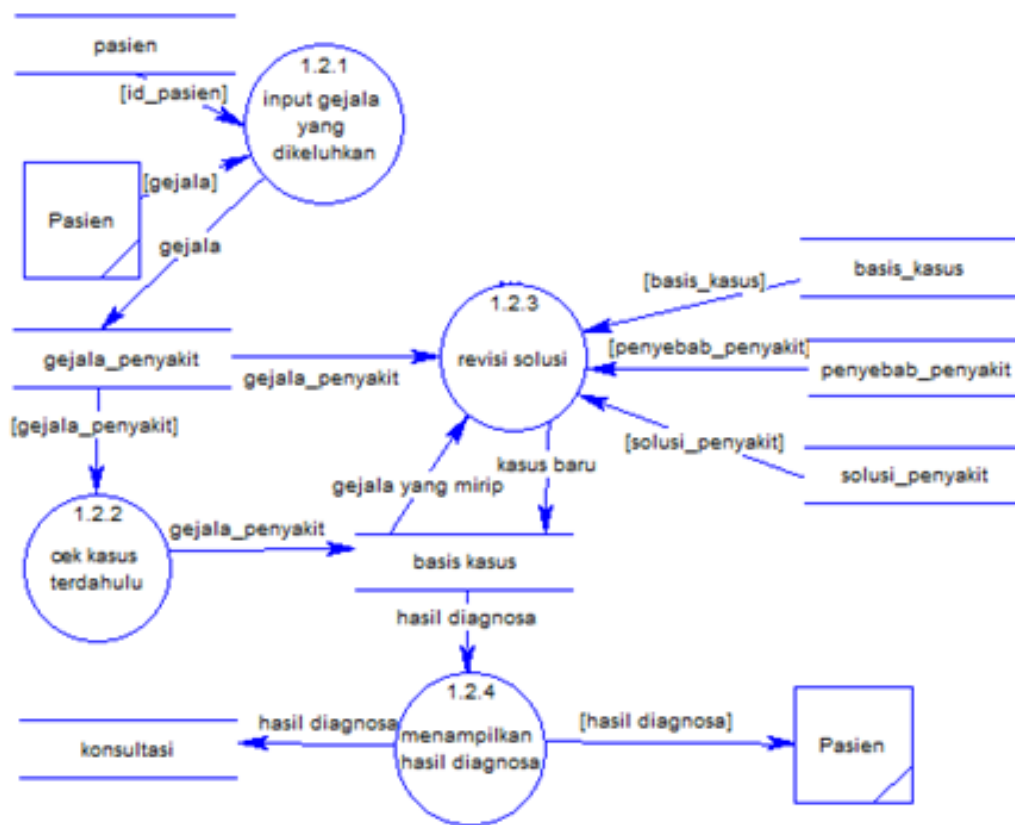 pasien
[id_pasien]
1.2.1
input gejala
yang
dikeluhkan
Pasien
[gejala]
gejala
gejala_penyakit
gejala_penyakit
[gejala_penyakit]
1.2.3
revisi solusi
basis_kasus
[basis_kasus]
[penyebab_penyakit]
penyebab_penyakit
[solusi_penyakit]
solusi_penyakit
gejala yang mirip
kasus baru
1.2.2
cek kasus
terdahulu
gejala_penyakit
basis kasus
hasil diagnosa
1.2.4
menampilkan
hasil diagnosa
hasil diagnosa
konsultasi
[hasil diagnosa]
Pasien